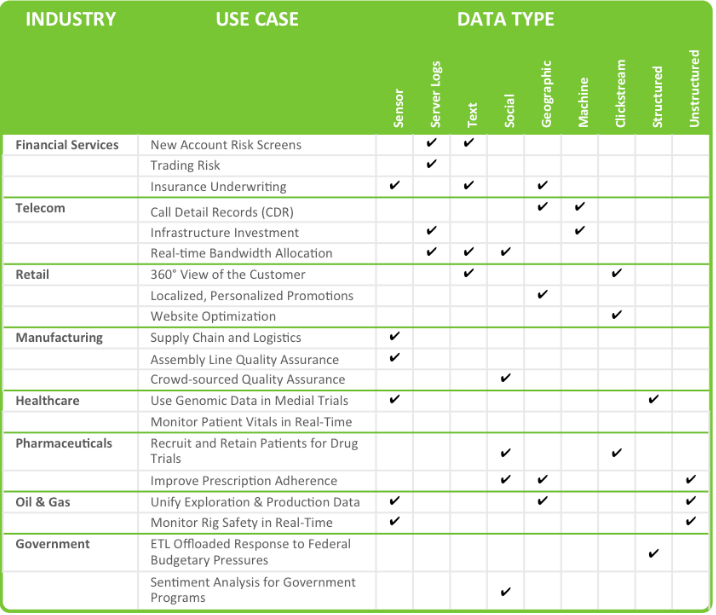 INDUSTRY USE CASE DATA TYPE
Sensor Server Logs Text Social Geographic Machine Clickstream Structured Unstructured
Financial Services New Account Risk Screens ✔ ✔
Trading Risk ✔
Insurance Underwriting ✔ ✔ ✔
Telecom Call Detail Records (CDR) ✔ ✔
Infrastructure Investment ✔ ✔
Real-time Bandwidth Allocation ✔ ✔ ✔
Retail 360° View of the Customer ✔ ✔
Localized, Personalized Promotions ✔
Website Optimization ✔
Manufacturing Supply Chain and Logistics ✔
Assembly Line Quality Assurance ✔
Crowd-sourced Quality Assurance ✔
Healthcare Use Genomic Data in Medial Trials ✔ ✔
Monitor Patient Vitals in Real-Time
Pharmaceuticals Recruit and Retain Patients for Drug
Trials ✔ ✔
Improve Prescription Adherence ✔ ✔ ✔
Oil & Gas Unify Exploration & Production Data ✔ ✔ ✔
Monitor Rig Safety in Real-Time ✔ ✔
Government ETL Offloaded Response to Federal
Budgetary Pressures ✔
Sentiment Analysis for Government
Programs ✔